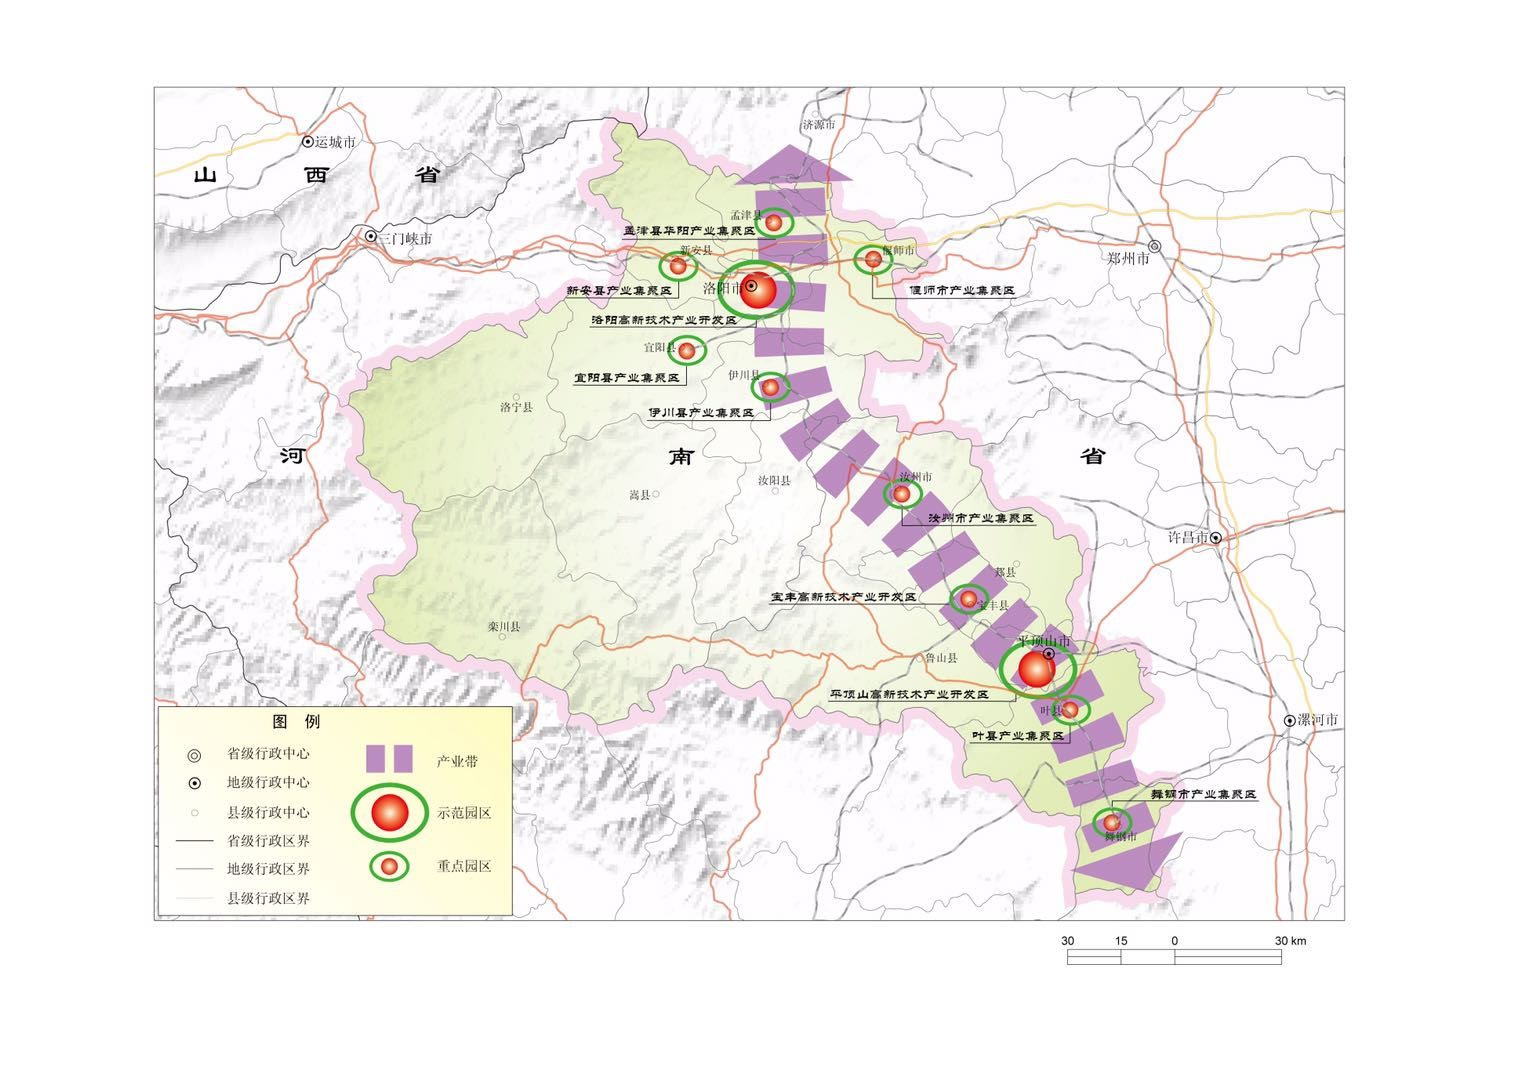 济源市
运城市
山 西 省
孟津县
孟津县华阳产业集聚区
三门峡市
新安县
偃师市
郑州市
新安县产业集聚区
洛阳市
偃师市产业集聚区
洛阳高新技术产业开发区
宜阳县
宜阳县产业集聚区
伊川县
洛宁县
伊川县产业集聚区
河 南 省
汝州市
汝阳县
嵩县
汝州市产业集聚区
许昌市
郏县
宝丰高新技术产业开发区
宝丰县
栾川县
平顶山市
鲁山县
平顶山高新技术产业开发区
叶县
漯河市
叶县产业集聚区
舞钢市产业集聚区
舞钢市
图 例
省级行政中心
地级行政中心
县级行政中心
省级行政区界
地级行政区界
县级行政区界
产业带
示范园区
重点园区
30 15 0 30 km